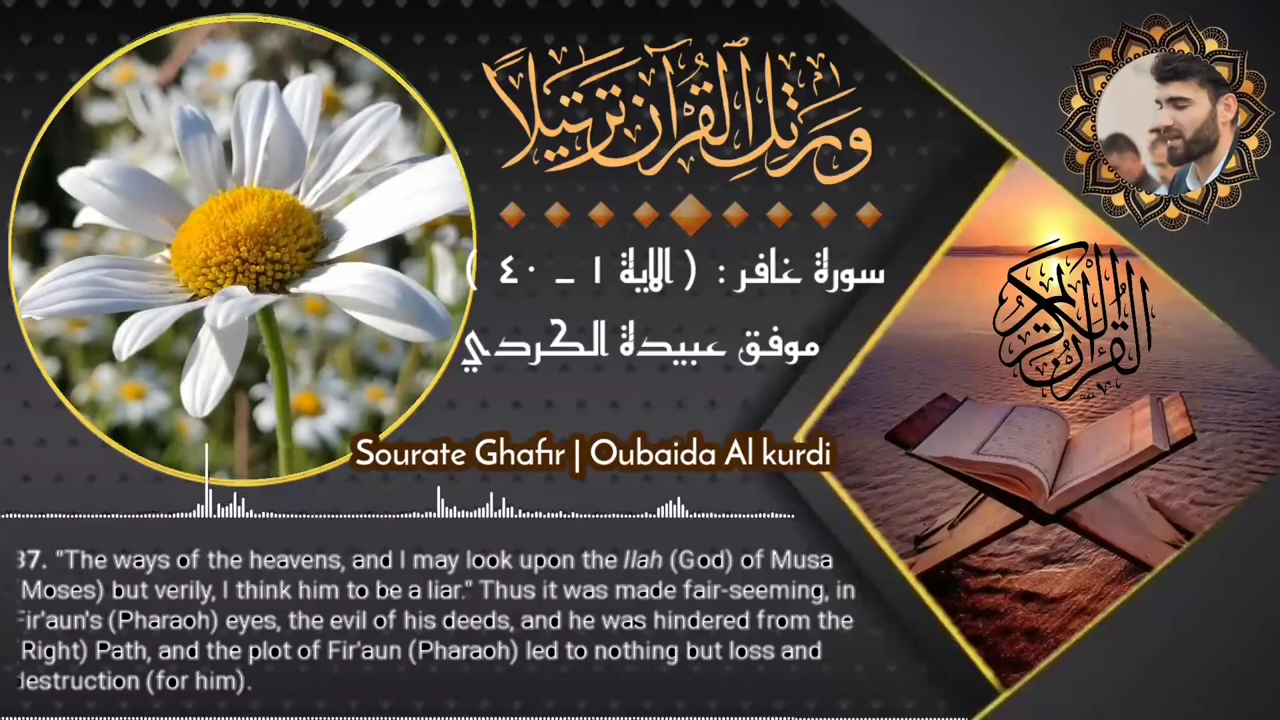 ورتل القرآن ترتيلاً
سورة غافر : ( الاية ١ - ٤٠ )
موفق عبيدة الكردي
القرآن الكريم
Sourate Ghafir | Oubaida Al kurdi
37. "The ways of the heavens, and I may look upon the Ilah (God) of Musa
(Moses) but verily, I think him to be a liar." Thus it was made fair-seeming, in
Fir'aun's (Pharaoh) eyes, the evil of his deeds, and he was hindered from the
(Right) Path, and the plot of Fir'aun (Pharaoh) led to nothing but loss and
destruction (for him).